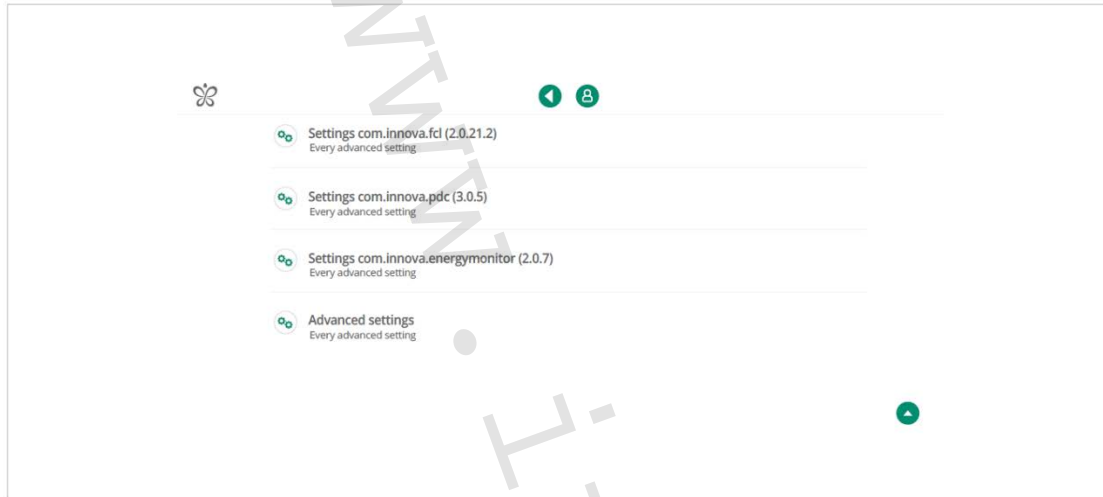 Settings com.innova.fcl (2.0.21.2)
Every advanced setting
Settings com.innova.pdc (3.0.5)
Every advanced setting
Settings com.innova.energymonitor (2.0.7)
Every advanced setting
Advanced settings
Every advanced setting
www.i